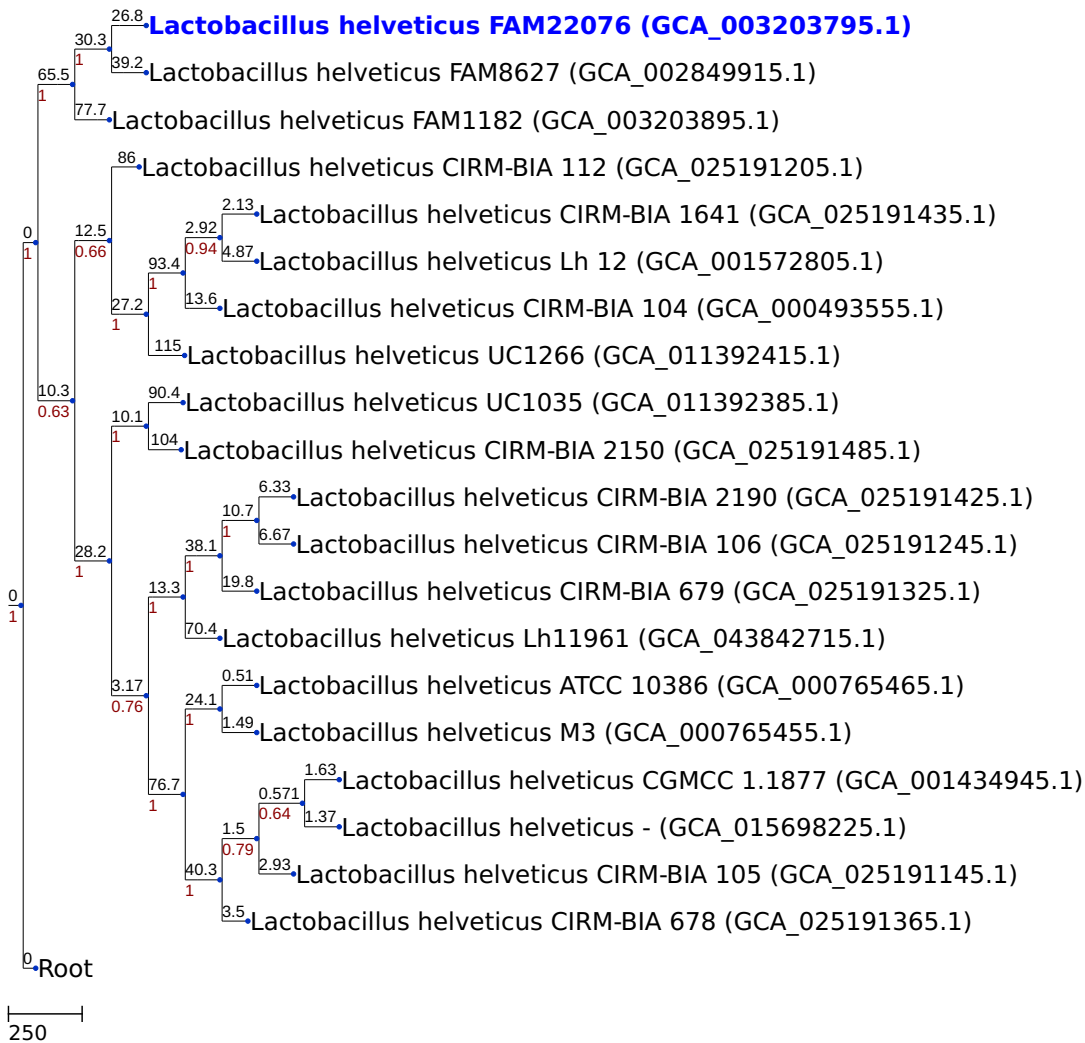 26.8
Lactobacillus helveticus FAM22076 (GCA_003203795.1)
30.3
1
39.2
Lactobacillus helveticus FAM8627 (GCA_002849915.1)
65.5
1
77.7
Lactobacillus helveticus FAM1182 (GCA_003203895.1)
86
Lactobacillus helveticus CIRM-BIA 112 (GCA_025191205.1)
2.13
Lactobacillus helveticus CIRM-BIA 1641 (GCA_025191435.1)
0
1
12.5
0.66
2.92
0.94
4.87
Lactobacillus helveticus Lh 12 (GCA_001572805.1)
93.4
1
13.6
Lactobacillus helveticus CIRM-BIA 104 (GCA_000493555.1)
27.2
1
115
Lactobacillus helveticus UC1266 (GCA_011392415.1)
10.3
0.63
90.4
Lactobacillus helveticus UC1035 (GCA_011392385.1)
10.1
1
104
Lactobacillus helveticus CIRM-BIA 2150 (GCA_025191485.1)
6.33
Lactobacillus helveticus CIRM-BIA 2190 (GCA_025191425.1)
10.7
1
6.67
Lactobacillus helveticus CIRM-BIA 106 (GCA_025191245.1)
28.2
1
38.1
1
19.8
Lactobacillus helveticus CIRM-BIA 679 (GCA_025191325.1)
0
1
13.3
1
70.4
Lactobacillus helveticus Lh11961 (GCA_043842715.1)
0.51
Lactobacillus helveticus ATCC 10386 (GCA_000765465.1)
3.17
0.76
24.1
1
1.49
Lactobacillus helveticus M3 (GCA_000765455.1)
1.63
Lactobacillus helveticus CGMCC 1.1877 (GCA_001434945.1)
76.7
1
0.571
0.64
1.37
Lactobacillus helveticus - (GCA_015698225.1)
1.5
0.79
2.93
Lactobacillus helveticus CIRM-BIA 105 (GCA_025191145.1)
40.3
1
3.5
Lactobacillus helveticus CIRM-BIA 678 (GCA_025191365.1)
0
Root
250